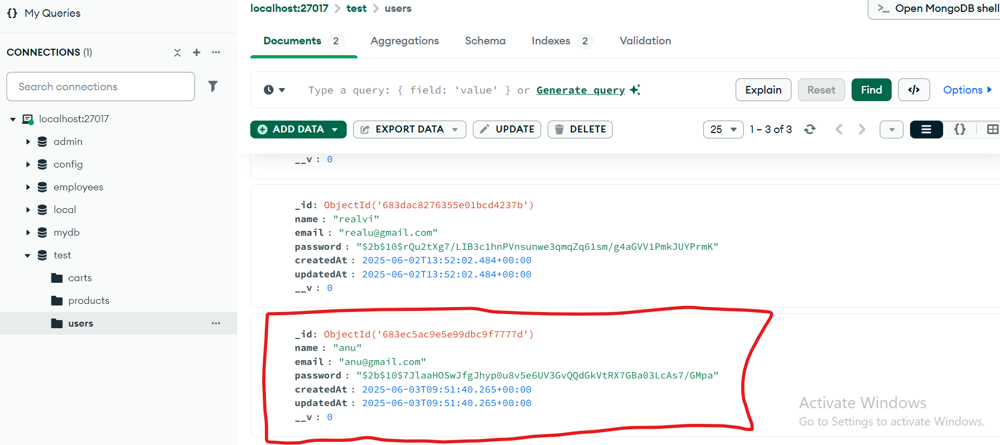 My Queries
CONNECTIONS (1)
Search connections
localhost:27017
admin
config
employees
local
mydb
test
carts
products
users
localhost:27017 > test > users
>_ Open MongoDB shell
Documents 2 Aggregations Schema Indexes 2 Validation
Type a query: { field: 'value' } or Generate query
Explain Reset Find </> Options
ADD DATA EXPORT DATA UPDATE DELETE 25 1 – 3 of 3 {}
__v : 0
_id: ObjectId('683dac8276355e01bcd4237b')
name : "realvi"
email : "realu@gmail.com"
password : "$2b$10$rQu2tXg7/LIB3c1hnPVnsunwe3qmqZq61sm/g4aGVV1PmkJUYPrmK"
createdAt : 2025-06-02T13:52:02.484+00:00
updatedAt : 2025-06-02T13:52:02.484+00:00
__v : 0
_id: ObjectId('683ec5ac9e5e99dbc9f7777d')
name : "anu"
email : "anu@gmail.com"
password : "$2b$10$7JlaaHOSwJfgJhyp0u8v5e6UV3GvQQdGkVtRX7GBa03LcAs7/GMpa"
createdAt : 2025-06-03T09:51:40.265+00:00
updatedAt : 2025-06-03T09:51:40.265+00:00
__v : 0
Activate Windows
Go to Settings to activate Windows.